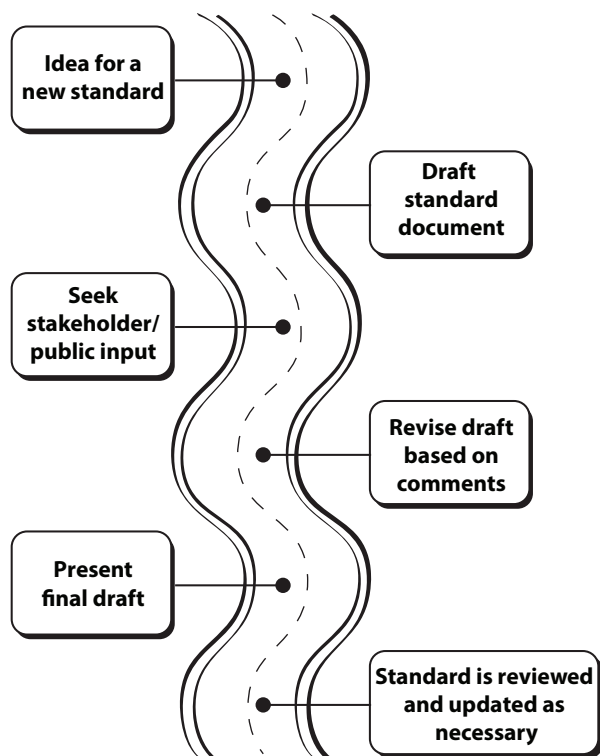 Idea for a
new standard
Draft
standard
document
Seek
stakeholder/
public input
Revise draft
based on
comments
Present
final draft
Standard is reviewed
and updated as
necessary